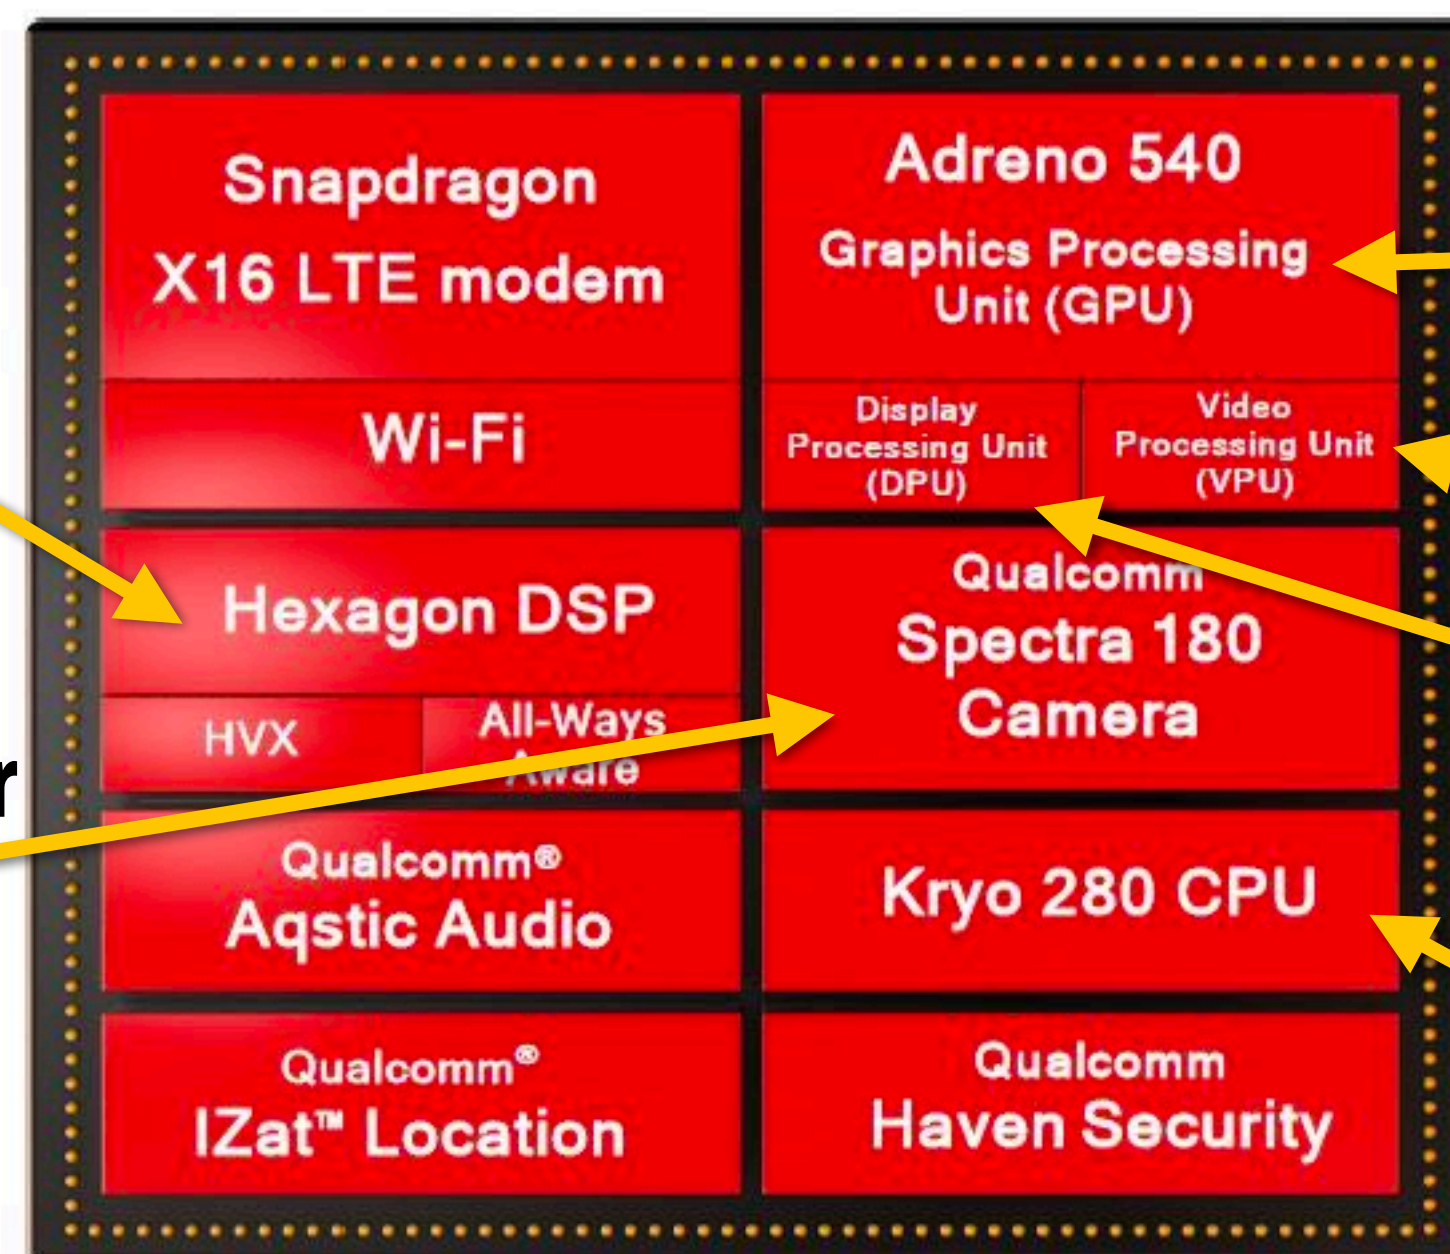 Snapdragon
X16 LTE modem
Wi-Fi
Adreno 540
Graphics Processing
Unit (GPU)
Display
Processing Unit
(DPU)
Video
Processing Unit
(VPU)
Hexagon DSP
HVX
All-Ways
Aware
Qualcomm
Spectra 180
Camera
r
Qualcomm®
Aqstic Audio
Kryo 280 CPU
Qualcomm®
IZat™ Location
Qualcomm
Haven Security